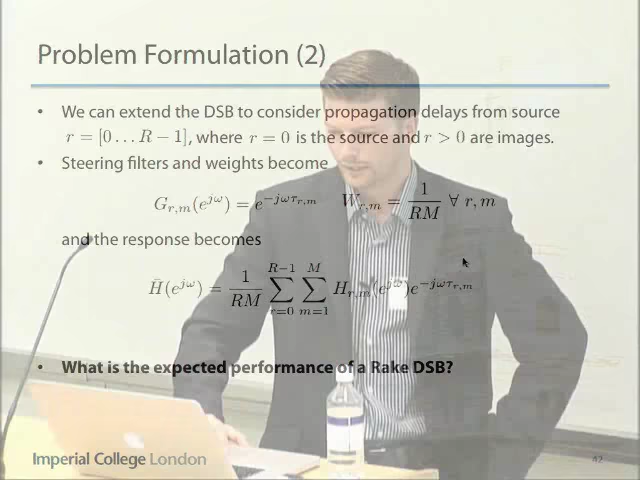 Problem Formulation (2)
• We can extend the DSB to consider propagation delays from source
r = [0 … R − 1], where r = 0 is the source and r > 0 are images.
• Steering filters and weights become
G_{r,m}(e^{jω}) = e^{−jωτ_{r,m}}   W_{r,m} = 1/RM ∀ r, m
and the response becomes
H̄(e^{jω}) = 1/RM ∑_{r=0}^{R−1} ∑_{m=1}^{M} H_{r,m}(e^{jω})e^{−jωτ_{r,m}}
• What is the expected performance of a Rake DSB?
Imperial College London
42